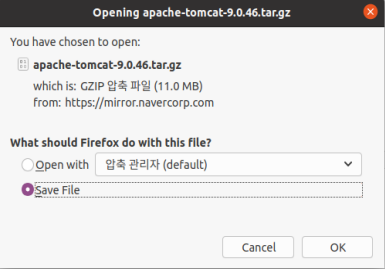 Opening apache-tomcat-9.0.46.tar.gz
You have chosen to open:
apache-tomcat-9.0.46.tar.gz
which is: GZIP 압축 파일 (11.0 MB)
from: https://mirror.navercorp.com
What should Firefox do with this file?
Open with 압축 관리자 (default)
Save File
Cancel OK